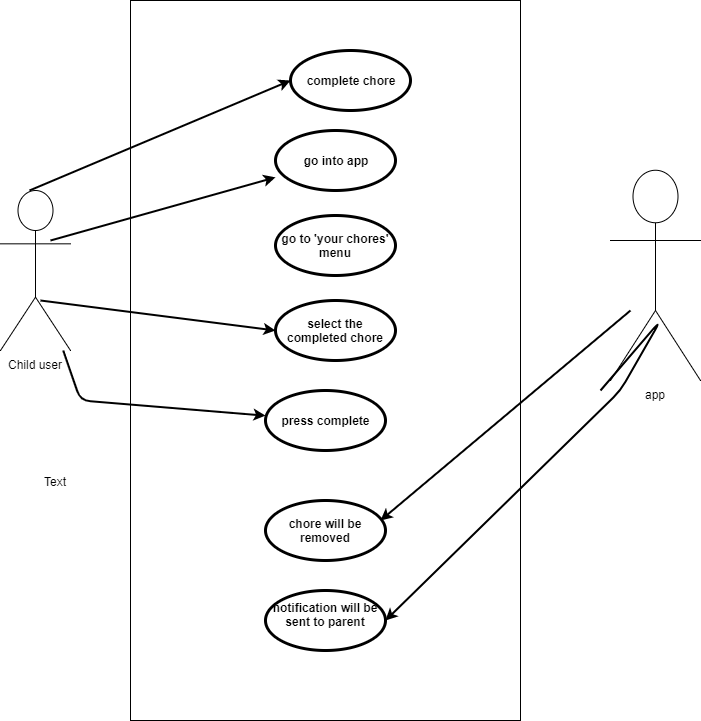 complete chore
go into app
go to 'your chores'
menu
select the
completed chore
Child user
app
press complete
Text
chore will be
removed
notification will be
sent to parent